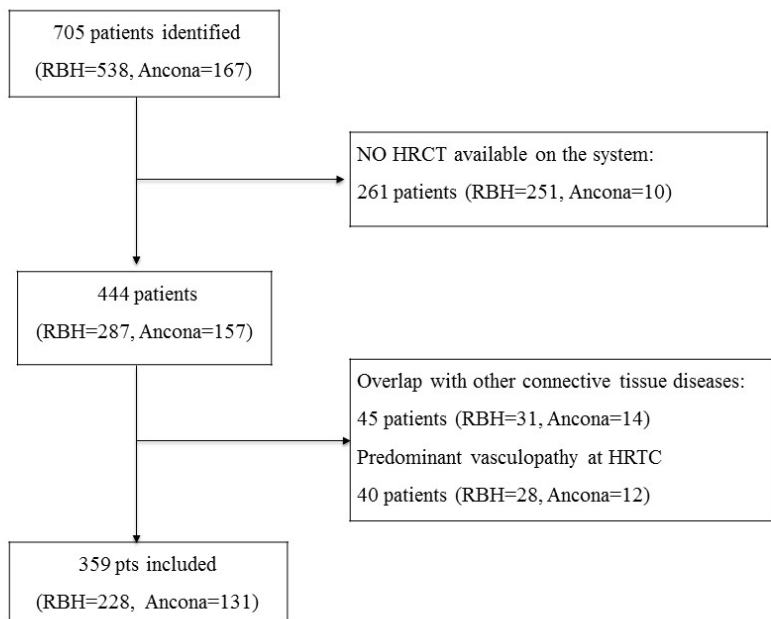 705 patients identified
(RBH=538, Ancona=167)
NO HRCT available on the system:
261 patients (RBH=251, Ancona=10)
444 patients
(RBH=287, Ancona=157)
Overlap with other connective tissue diseases:
45 patients (RBH=31, Ancona=14)
Predominant vasculopathy at HRTC
40 patients (RBH=28, Ancona=12)
359 pts included
(RBH=228, Ancona=131)